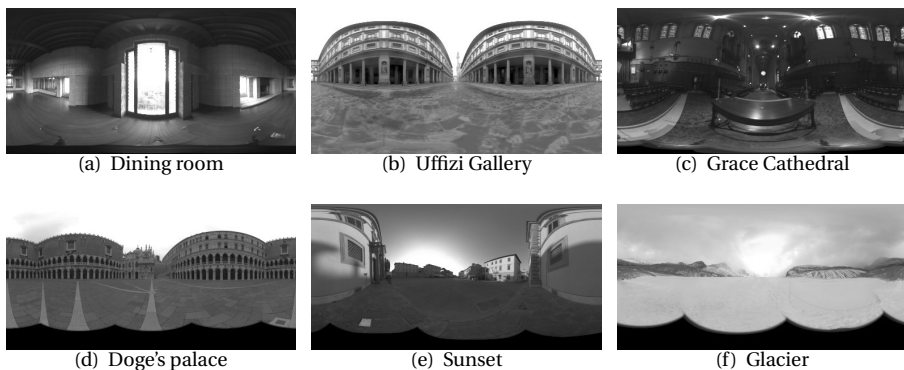 (a) Dining room
(b) Uffizi Gallery
(c) Grace Cathedral
(d) Doge's palace
(e) Sunset
(f) Glacier